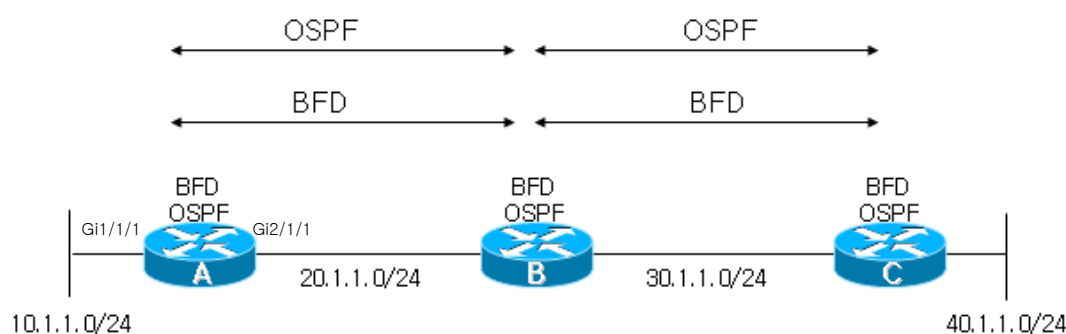 OSPF OSPF
BFD BFD
BFD BFD BFD
OSPF OSPF OSPF
Gi1/1/1 Gi2/1/1
A B C
20.1.1.0/24 30.1.1.0/24
10.1.1.0/24 40.1.1.0/24